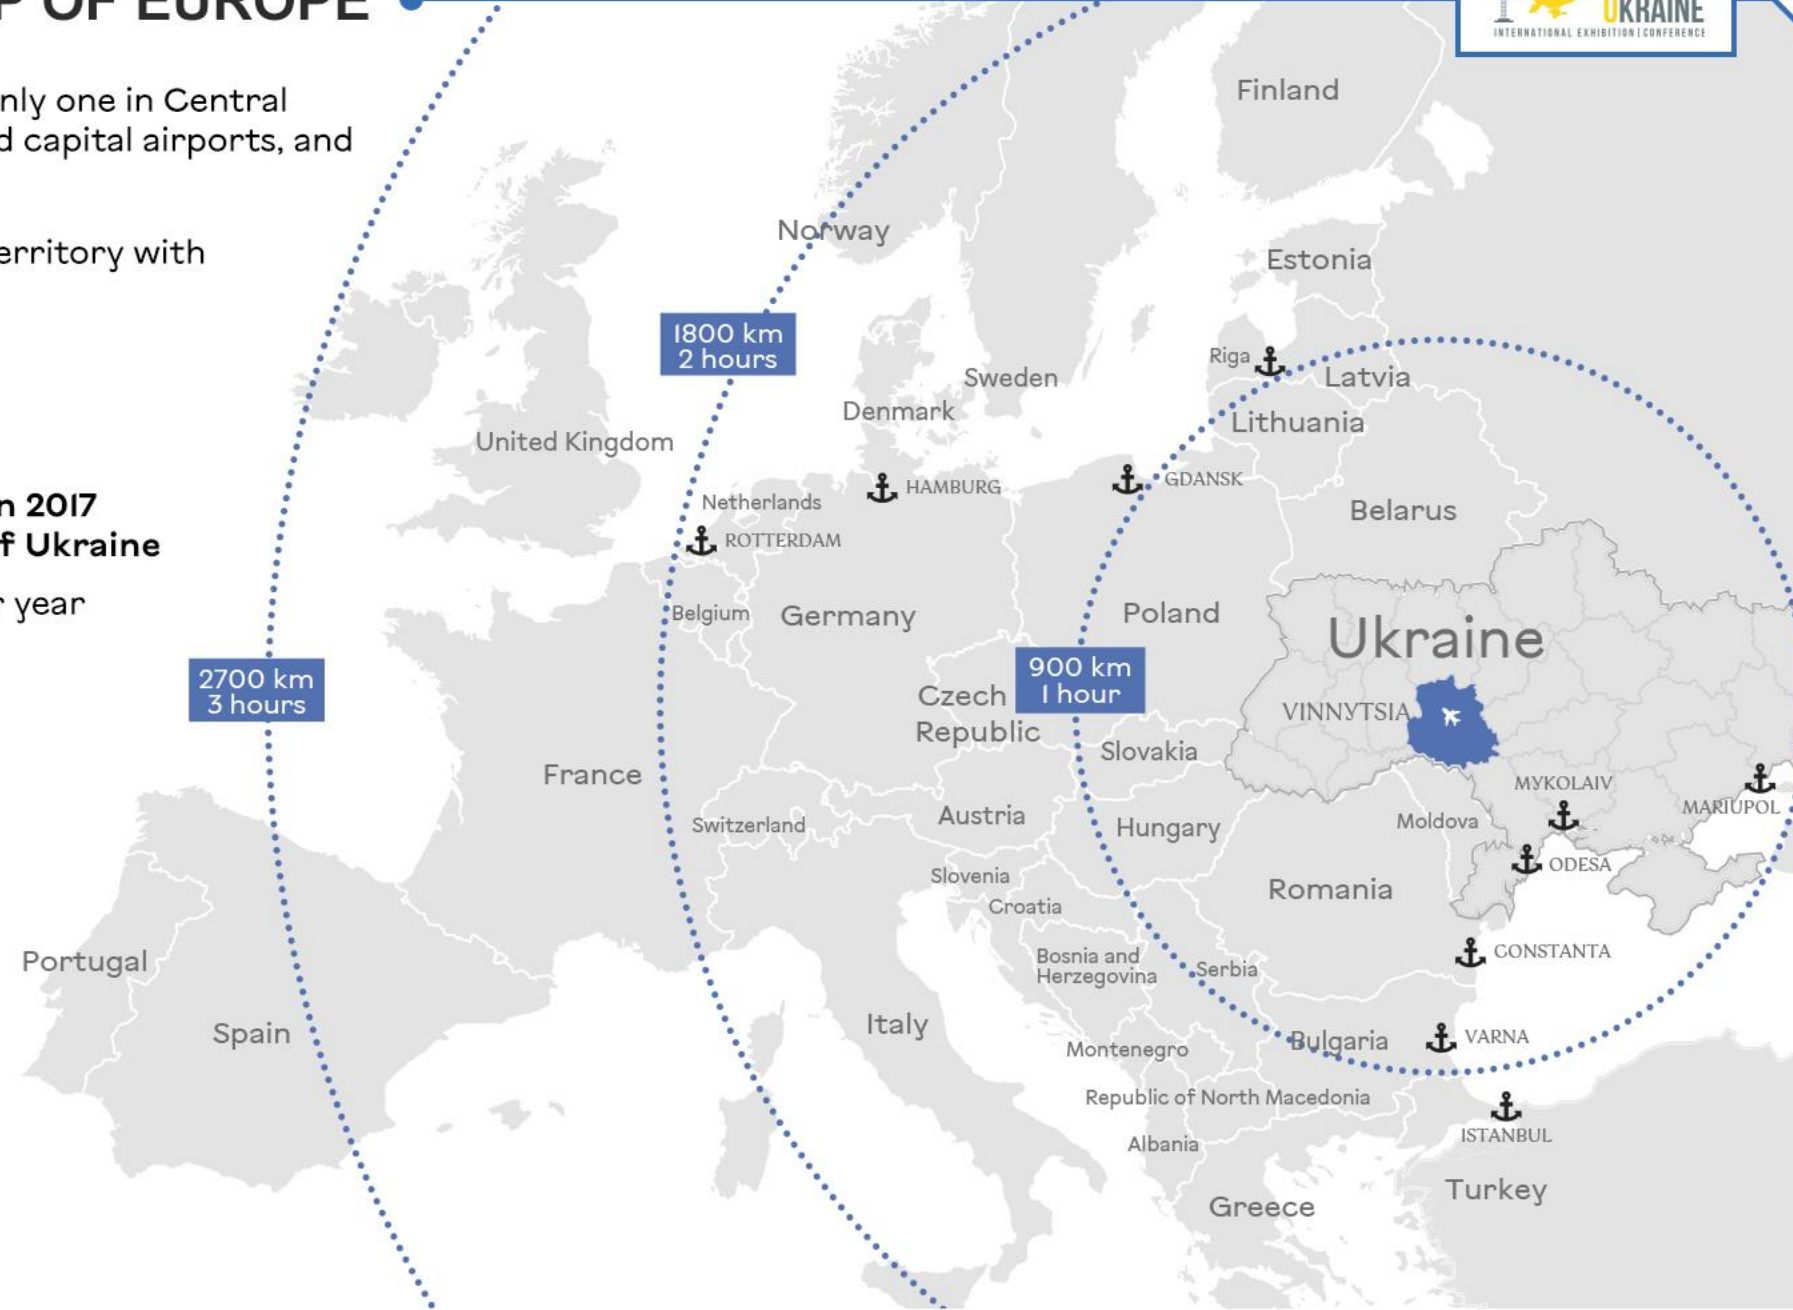 P OF EUROPE
UKRAINE
INTERNATIONAL EXHIBITION | CONFERENCE
nly one in Central
d capital airports, and
erritory with
n 2017
f Ukraine
r year
Finland
Norway
Estonia
1800 km
2 hours
Riga
Latvia
Sweden
Denmark
Lithuania
United Kingdom
GDANSK
HAMBURG
Netherlands
Belarus
ROTTERDAM
Belgium
Germany
Poland
Ukraine
2700 km
3 hours
900 km
1 hour
Czech
Republic
VINNYTSIA
Slovakia
France
MYKOLAIV
MARIUPOL
Switzerland
Austria
Hungary
Moldova
ODESA
Slovenia
Romania
Croatia
Portugal
Bosnia and
Herzegovina
Serbia
CONSTANTA
Spain
Italy
Montenegro
Bulgaria
VARNA
Republic of North Macedonia
ISTANBUL
Albania
Turkey
Greece